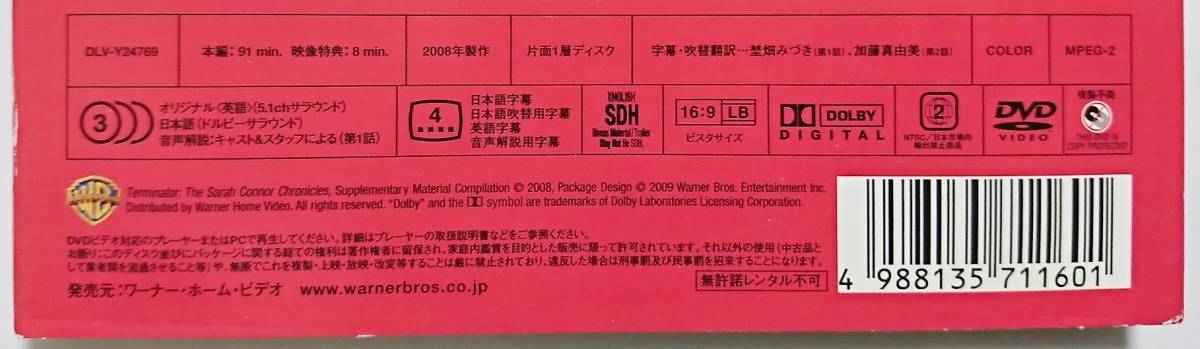 DLV-Y24769 本編:91 min. 映像特典:8 min. 2008年製作 片面1層ディスク 字幕・吹替翻訳…埜畑みづき(第1話)、加藤真由美(第2話) COLOR MPEG-2
3
オリジナル〈英語〉(5.1chサラウンド)
日本語(ドルビーサラウンド)
音声解説:キャスト&スタッフによる(第1話)
4
日本語字幕
日本語吹替用字幕
英語字幕
音声解説用字幕
ENGLISH
SDH
Bonus Material/Trailer
May Not Be SDH.
16:9 LB
ビスタサイズ
DOLBY
DIGITAL
2
NTSC/日本市場向
輸出禁止商品
DVD
VIDEO
複製不能
THIS DVD IS
COPY PROTECTED
WB
Terminator: The Sarah Connor Chronicles, Supplementary Material Compilation © 2008, Package Design © 2009 Warner Bros. Entertainment Inc.
Distributed by Warner Home Video. All rights reserved. “Dolby” and the symbol are trademarks of Dolby Laboratories Licensing Corporation.
DVDビデオ対応のプレーヤーまたはPCで再生してください。詳細はプレーヤーの取扱説明書などをご参照ください。
お断り:このディスク並びにパッケージに関する総ての権利は著作権者に留保され、家庭内鑑賞を目的とした販売に限って許可されています。それ以外の使用(中古品と
して業者間を流通させること等)や、無断でこれを複製・上映・放映・改変等することは厳に禁止されており、違反した場合は刑事罰及び民事罰を招来することになります。
発売元:ワーナー・ホーム・ビデオ www.warnerbros.co.jp
無許諾レンタル不可
4 988135 711601